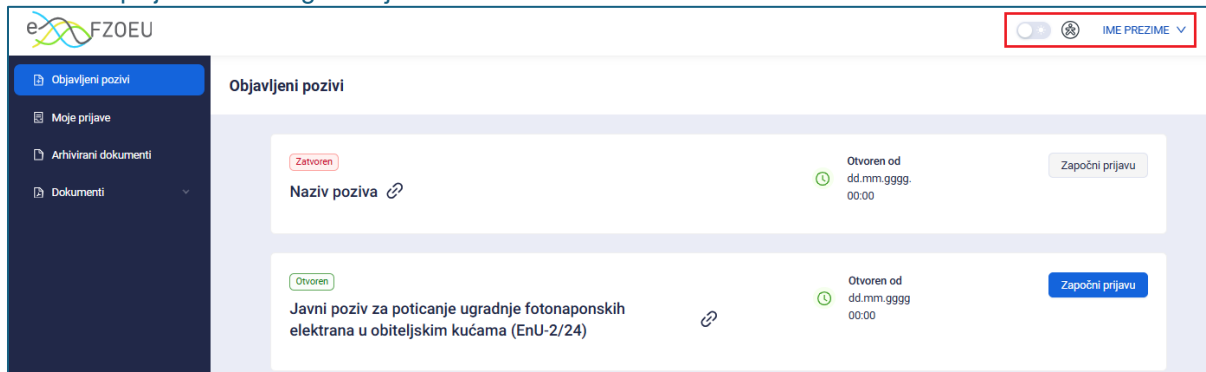 eFZOEU
IME PREZIME
Objavljeni pozivi
Moje prijave
Arhivirani dokumenti
Dokumenti
Objavljeni pozivi
Zatvoren
Naziv poziva
Otvoren od
dd.mm.gggg.
00:00
Započni prijavu
Otvoren
Javni poziv za poticanje ugradnje fotonaponskih
elektrana u obiteljskim kućama (EnU-2/24)
Otvoren od
dd.mm.gggg
00:00
Započni prijavu